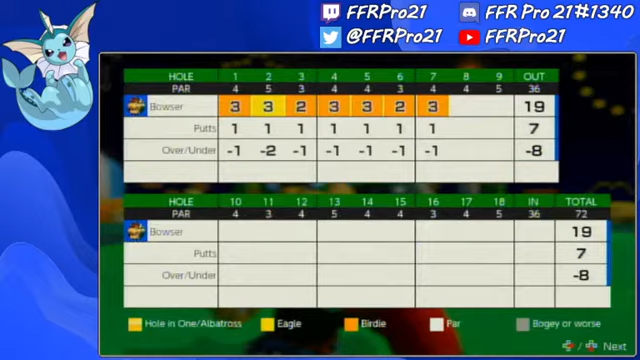 FFRPro21 FFR Pro 21#1340
@FFRPro21 FFRPro21
HOLE 1 2 3 4 5 6 7 8 9 OUT
PAR 4 5 3 4 4 3 4 4 5 36
Bowser 3 3 2 3 3 2 3 19
Putts 1 1 1 1 1 1 1 7
Over/Under -1 -2 -1 -1 -1 -1 -1 -8
HOLE 10 11 12 13 14 15 16 17 18 IN TOTAL
PAR 4 3 4 5 4 4 3 4 5 36 72
Bowser 19
Putts 7
Over/Under -8
Hole in One/Albatross Eagle Birdie Par Bogey or worse
/ Next